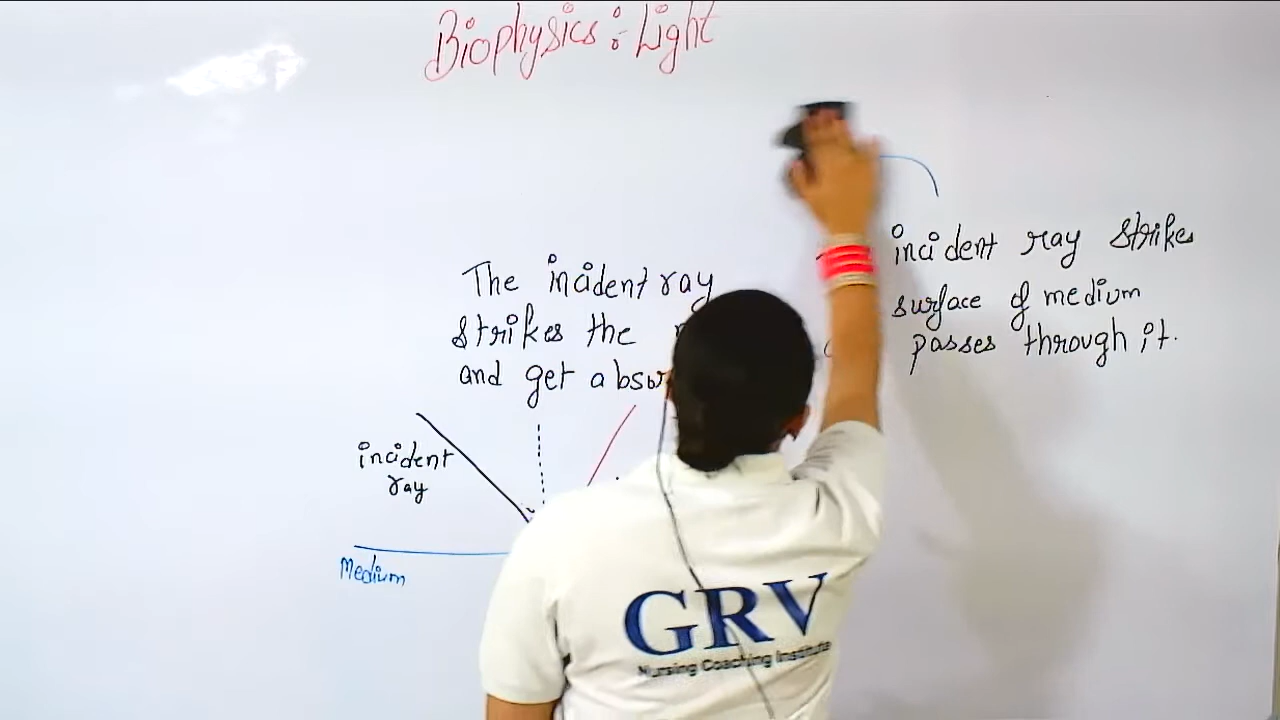 Biophysics : Light
The incident ray
strikes the
and get
incident ray strikes
surface of medium
passes through it.
incident
ray
Medium
GRV
Nursing Coaching Institute